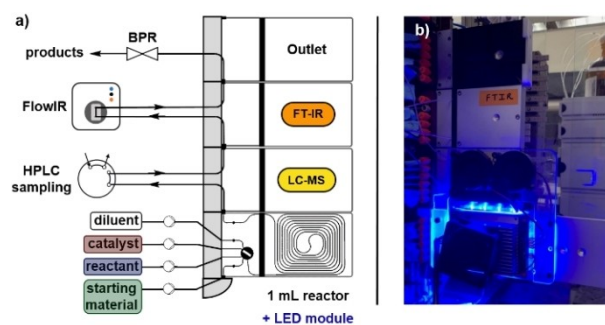 a)
BPR
products
Outlet
FlowIR
FT-IR
HPLC
sampling
LC-MS
diluent
catalyst
reactant
starting
material
1 mL reactor
+ LED module
b)
FTIR